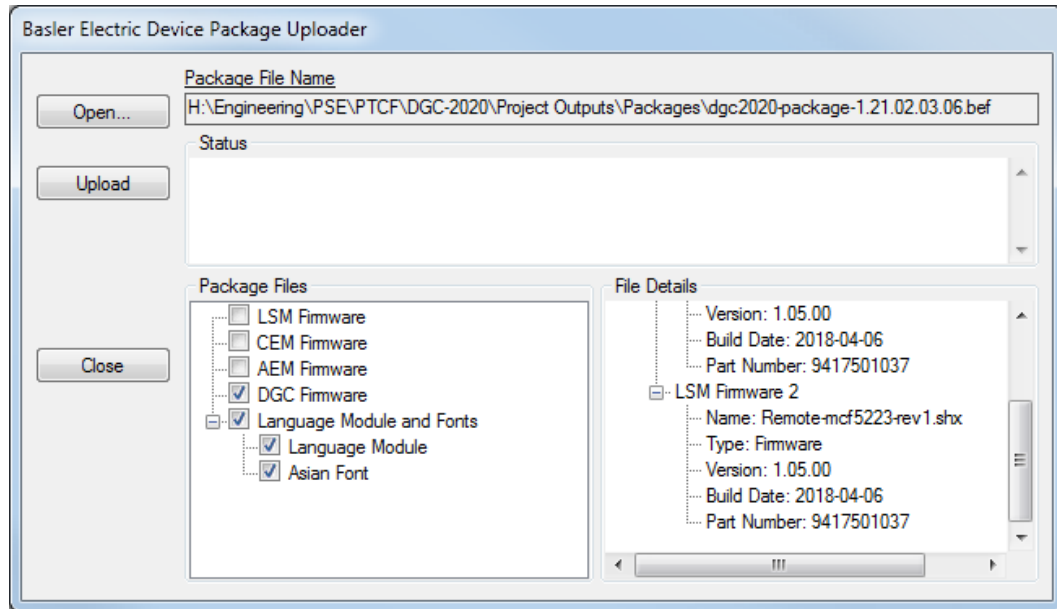 Basler Electric Device Package Uploader
Package File Name
Open...
H:\Engineering\PSE\PTCF\DGC-2020\Project Outputs\Packages\dgc2020-package-1.21.02.03.06.bef
Status
Upload
Package Files
LSM Firmware
CEM Firmware
AEM Firmware
DGC Firmware
Language Module and Fonts
Language Module
Asian Font
Close
File Details
Version: 1.05.00
Build Date: 2018-04-06
Part Number: 9417501037
LSM Firmware 2
Name: Remote-mcf5223-rev1.shx
Type: Firmware
Version: 1.05.00
Build Date: 2018-04-06
Part Number: 9417501037